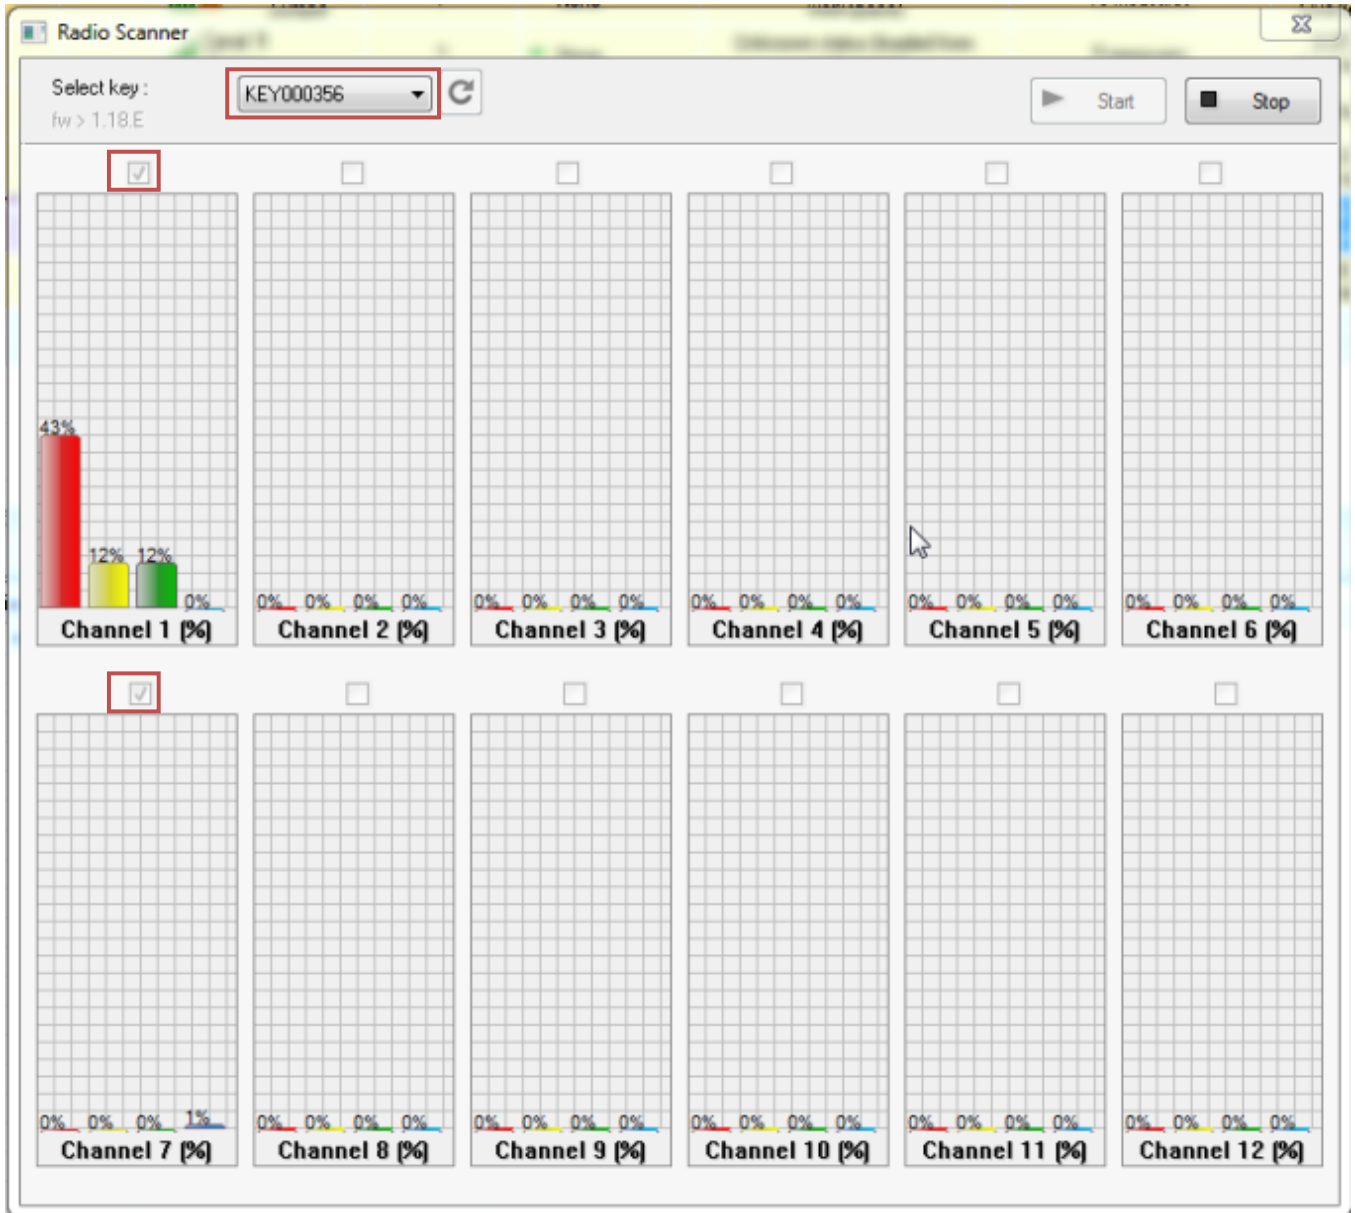 Radio Scanner
Select key :
KEY000356
Start
Stop
fw > 1.18.E
43%
12% 12%
0% 0% 0% 0% 0% 0% 0% 0% 0% 0% 0% 0% 0% 0% 0% 0% 0% 0% 0% 0% 0%
Channel 1 (%) Channel 2 (%) Channel 3 (%) Channel 4 (%) Channel 5 (%) Channel 6 (%)
0% 0% 0% 1% 0% 0% 0% 0% 0% 0% 0% 0% 0% 0% 0% 0% 0% 0% 0% 0% 0% 0% 0% 0%
Channel 7 (%) Channel 8 (%) Channel 9 (%) Channel 10 (%) Channel 11 (%) Channel 12 (%)